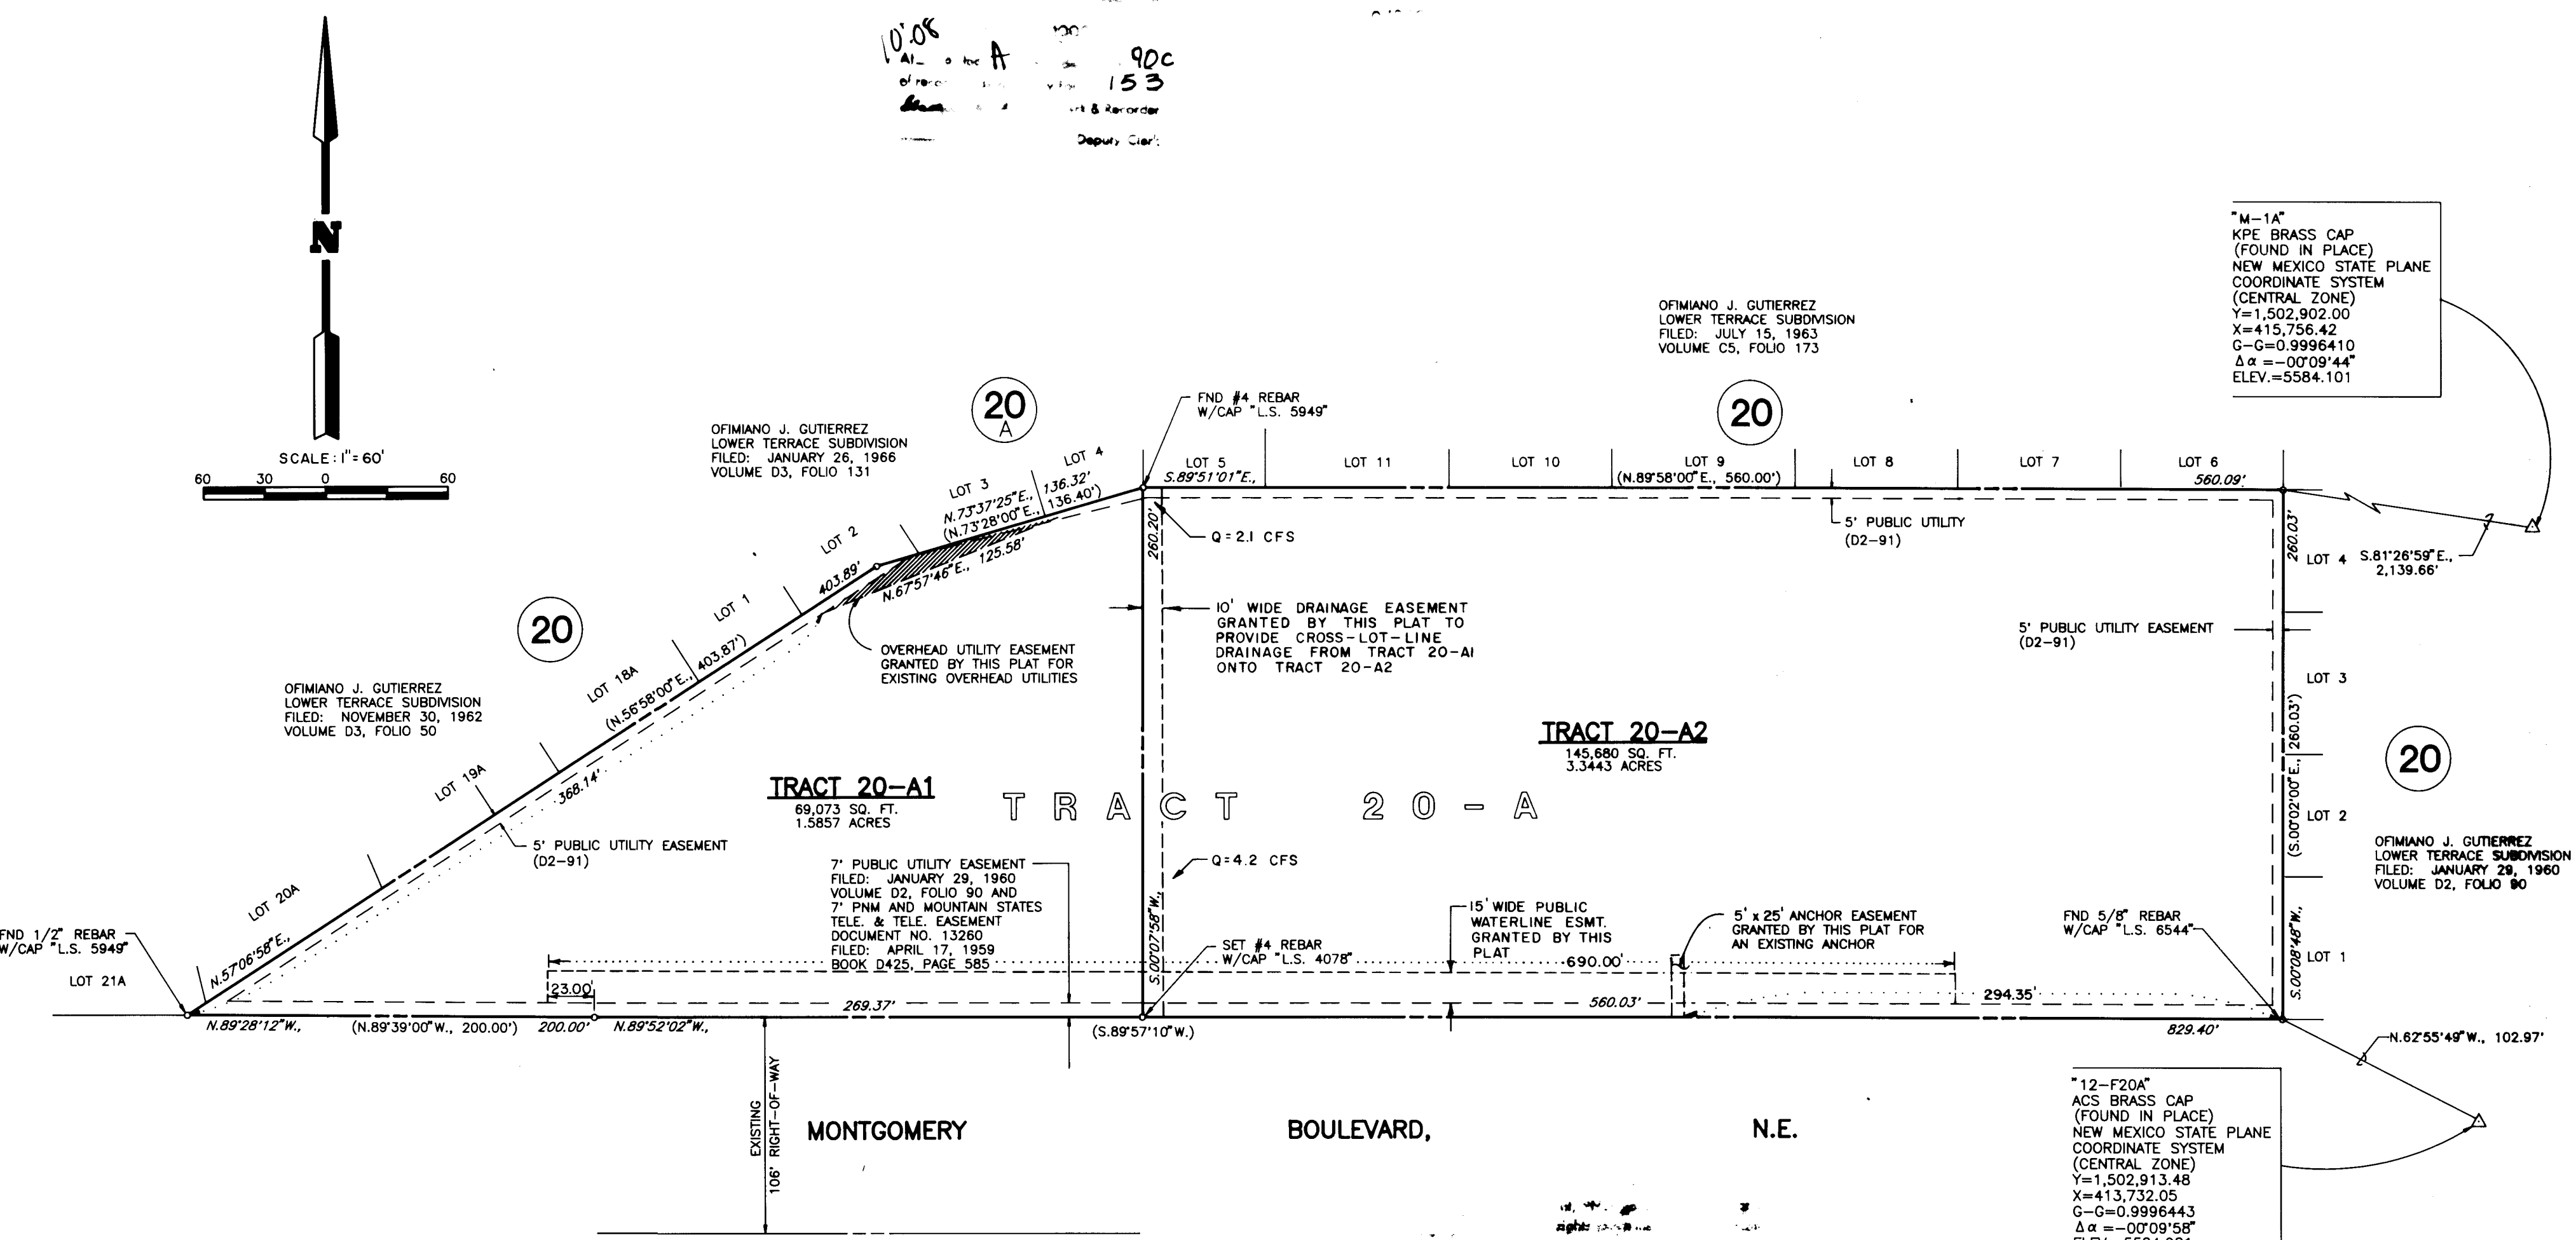 10:08
A 90C
of 153
& Recorder
Deputy
N
SCALE: 1"=60'
60 30 0 60
"M-1A"
KPE BRASS CAP
(FOUND IN PLACE)
NEW MEXICO STATE PLANE
COORDINATE SYSTEM
(CENTRAL ZONE)
Y=1,502,902.00
X=415,756.42
G-G=0.9996410
Δα=-00°09'44"
ELEV.=5584.101
OFIMIANO J. GUTIERREZ
LOWER TERRACE SUBDIVISION
FILED: JULY 15, 1963
VOLUME C5, FOLIO 173
20
20
A
FND #4 REBAR
W/CAP "L.S. 5949"
OFIMIANO J. GUTIERREZ
LOWER TERRACE SUBDIVISION
FILED: JANUARY 26, 1966
VOLUME D3, FOLIO 131
LOT 5
LOT 11
LOT 10
LOT 9
LOT 8
LOT 7
LOT 6
S.89°51'01"E.,
(N.89°58'00"E., 560.00')
560.09'
LOT 4
LOT 3
N.73°37'25"E., 136.32'
(N.73°28'00"E., 136.40')
N.67°57'46"E., 125.58'
LOT 2
403.89'
LOT 1
(N.56°58'00"E., 403.87')
LOT 18A
LOT 19A
368.14'
LOT 20A
N.57°06'58"E.,
260.20'
Q=2.1 CFS
5' PUBLIC UTILITY
(D2-91)
260.03'
LOT 4
S.81°26'59"E.,
2,139.66'
20
10' WIDE DRAINAGE EASEMENT
GRANTED BY THIS PLAT TO
PROVIDE CROSS-LOT-LINE
DRAINAGE FROM TRACT 20-A1
ONTO TRACT 20-A2
5' PUBLIC UTILITY EASEMENT
(D2-91)
OVERHEAD UTILITY EASEMENT
GRANTED BY THIS PLAT FOR
EXISTING OVERHEAD UTILITIES
OFIMIANO J. GUTIERREZ
LOWER TERRACE SUBDIVISION
FILED: NOVEMBER 30, 1962
VOLUME D3, FOLIO 50
LOT 3
(S.00°02'00"E., 260.03')
TRACT 20-A2
145,680 SQ. FT.
3.3443 ACRES
20
TRACT 20-A1
69,073 SQ. FT.
1.5857 ACRES
TRACT 20-A
LOT 2
5' PUBLIC UTILITY EASEMENT
(D2-91)
OFIMIANO J. GUTIERREZ
LOWER TERRACE SUBDIVISION
FILED: JANUARY 29, 1960
VOLUME D2, FOLIO 90
7' PUBLIC UTILITY EASEMENT
FILED: JANUARY 29, 1960
VOLUME D2, FOLIO 90 AND
7' PNM AND MOUNTAIN STATES
TELE. & TELE. EASEMENT
DOCUMENT NO. 13260
FILED: APRIL 17, 1959
BOOK D425, PAGE 585
Q=4.2 CFS
S.00°07'58"W.,
15' WIDE PUBLIC
WATERLINE ESMT.
GRANTED BY THIS
PLAT
690.00'
5' x 25' ANCHOR EASEMENT
GRANTED BY THIS PLAT FOR
AN EXISTING ANCHOR
FND 5/8" REBAR
W/CAP "L.S. 6544"
S.00°08'48"W.,
LOT 1
FND 1/2" REBAR
W/CAP "L.S. 5949"
LOT 21A
SET #4 REBAR
W/CAP "L.S. 4078"
23.00'
269.37'
560.03'
294.35'
N.89°28'12"W.,
(N.89°39'00"W., 200.00')
200.00'
N.89°52'02"W.,
(S.89°57'10"W.)
829.40'
N.62°55'49"W., 102.97'
EXISTING
106' RIGHT-OF-WAY
MONTGOMERY BOULEVARD, N.E.
"12-F20A"
ACS BRASS CAP
(FOUND IN PLACE)
NEW MEXICO STATE PLANE
COORDINATE SYSTEM
(CENTRAL ZONE)
Y=1,502,913.48
X=413,732.05
G-G=0.9996443
Δα=-00°09'58"